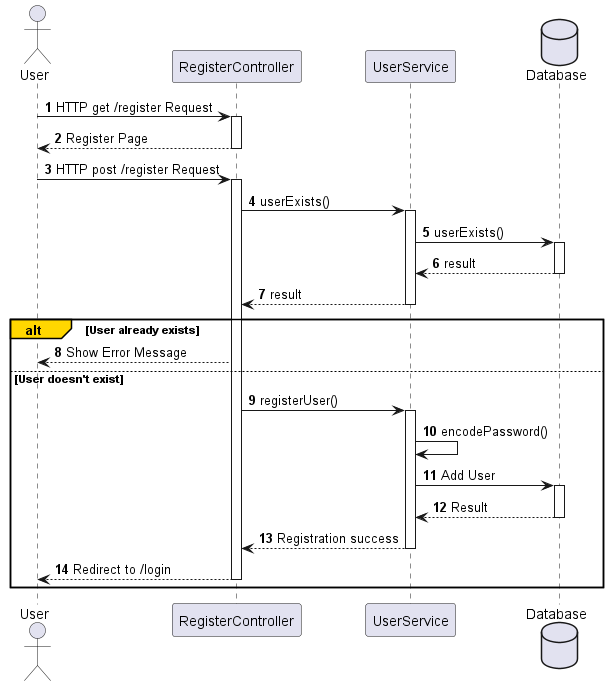 User
RegisterController
UserService
Database
1 HTTP get /register Request
2 Register Page
3 HTTP post /register Request
4 userExists()
5 userExists()
6 result
7 result
alt [User already exists]
8 Show Error Message
[User doesn't exist]
9 registerUser()
10 encodePassword()
11 Add User
12 Result
13 Registration success
14 Redirect to /login
User
RegisterController
UserService
Database